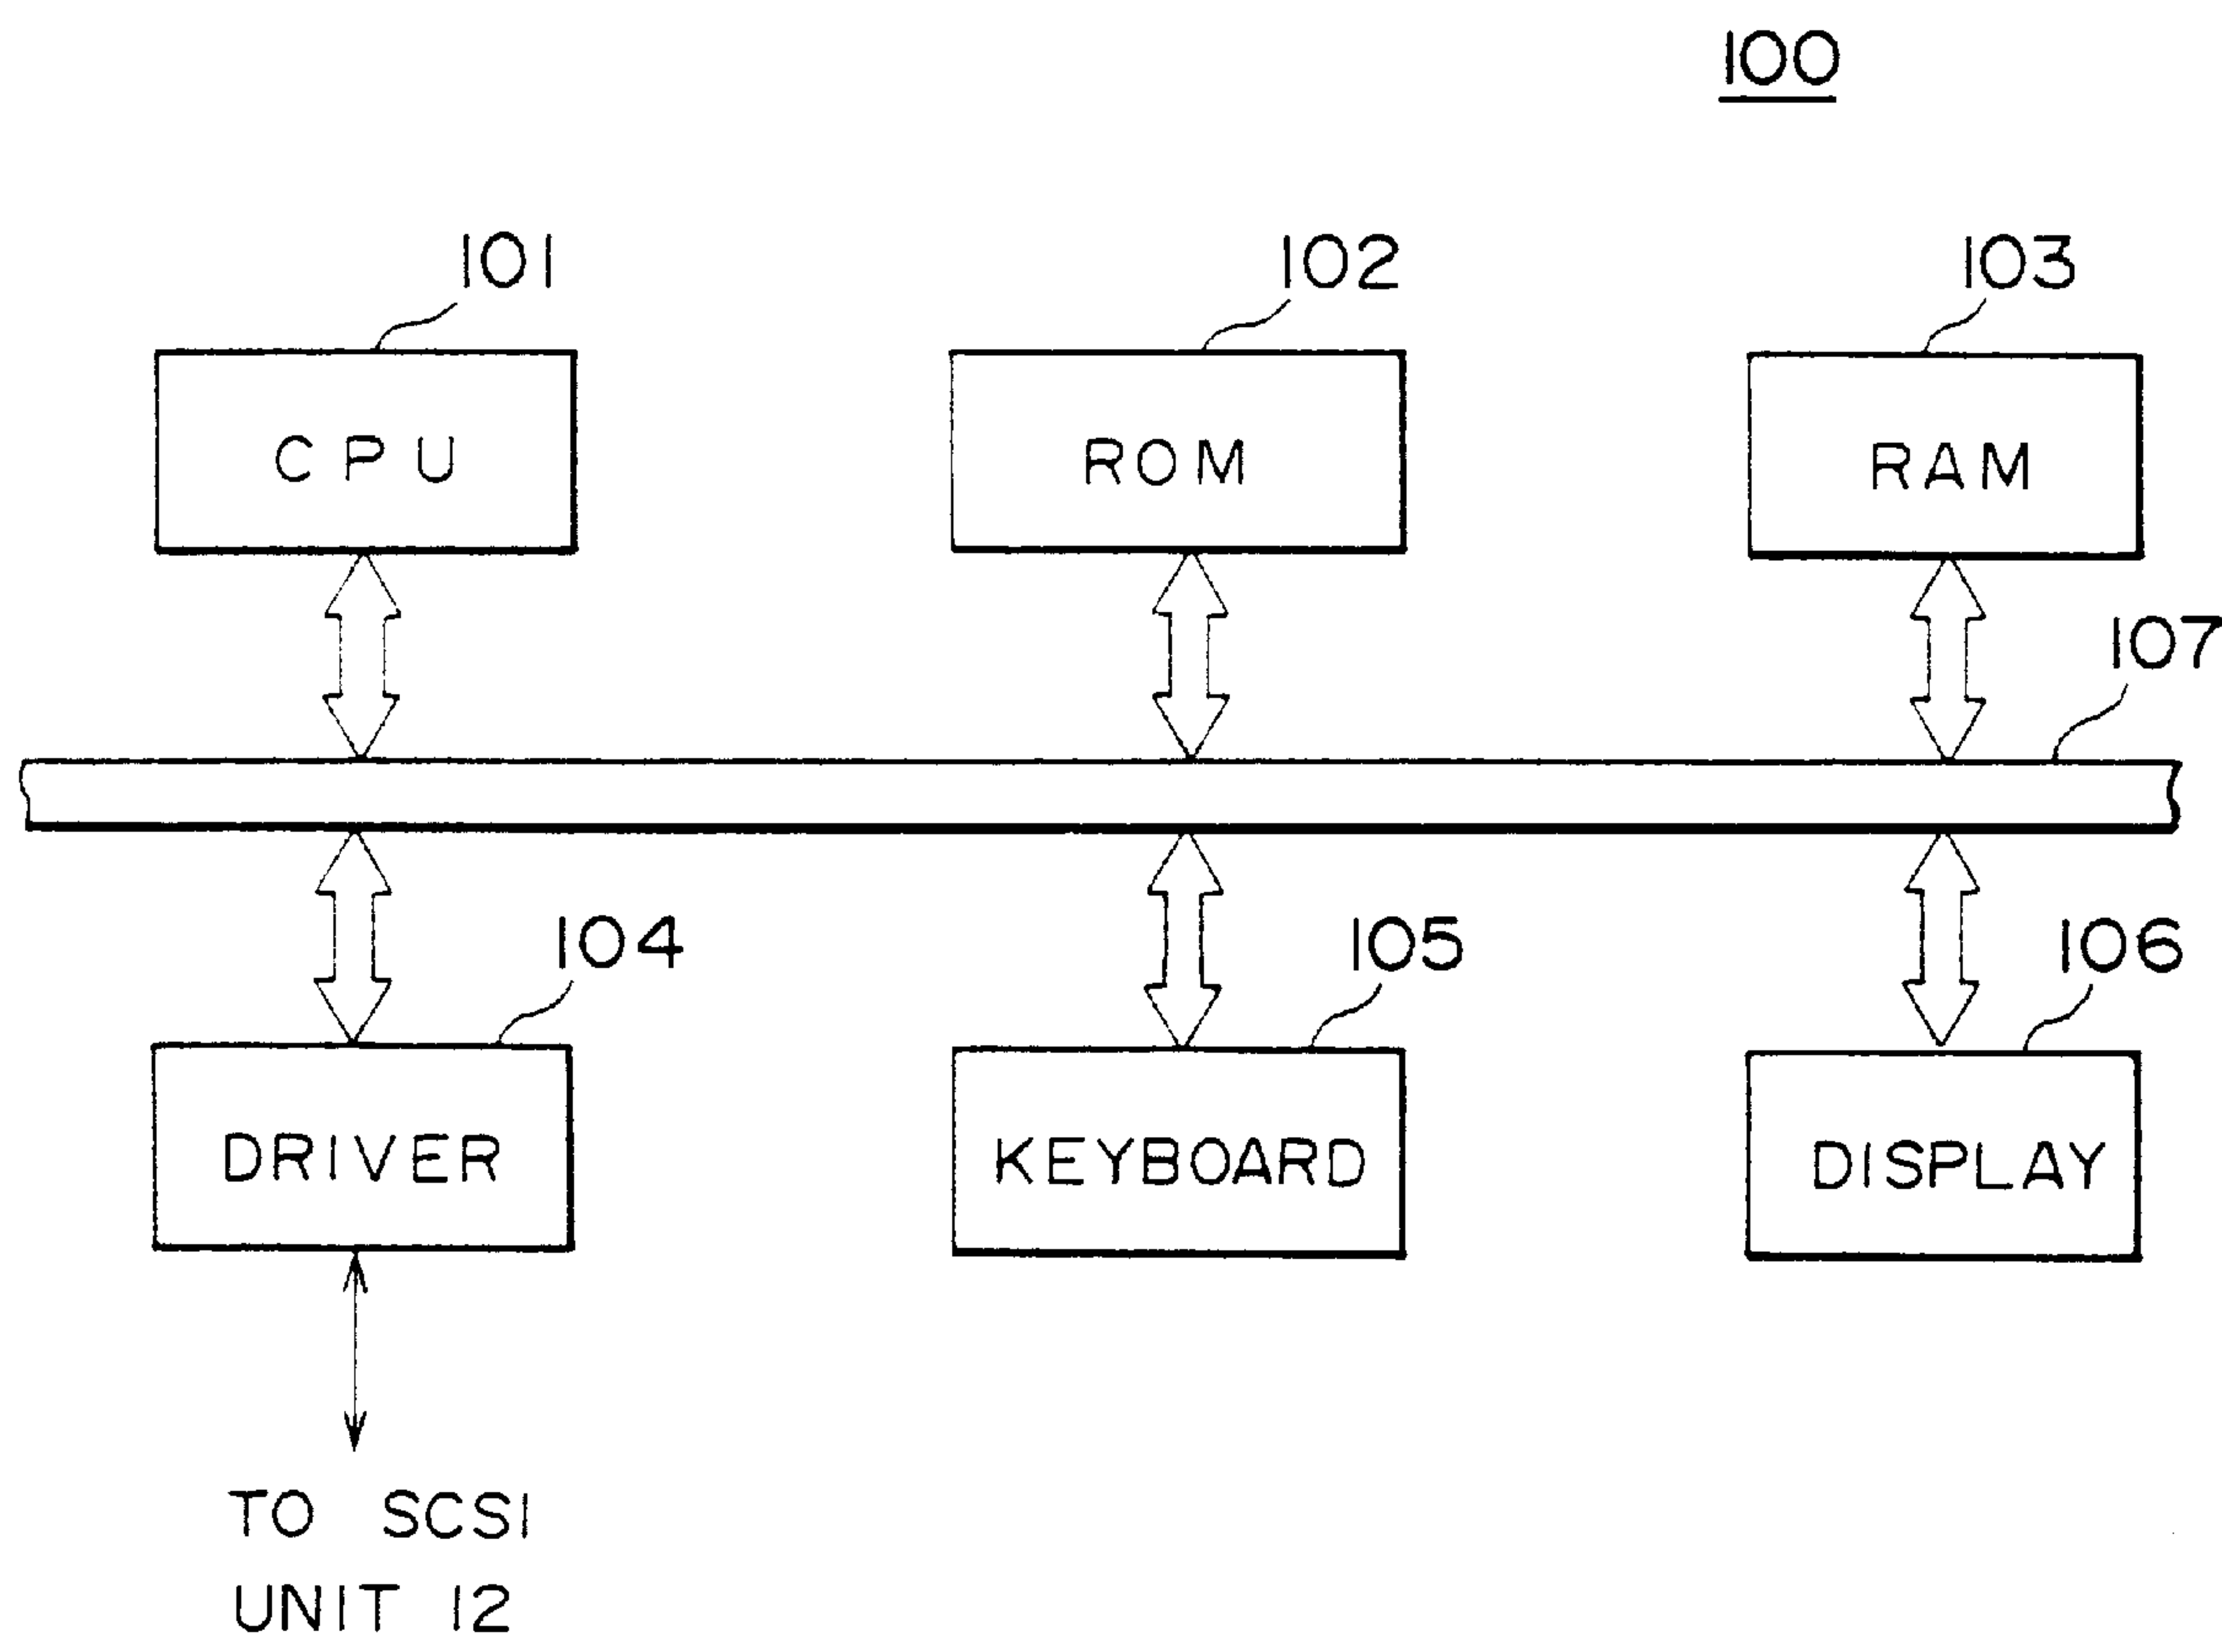 100
101
102
103
CPU
ROM
RAM
107
104
105
106
DRIVER
KEYBOARD
DISPLAY
TO SCSI
UNIT 12